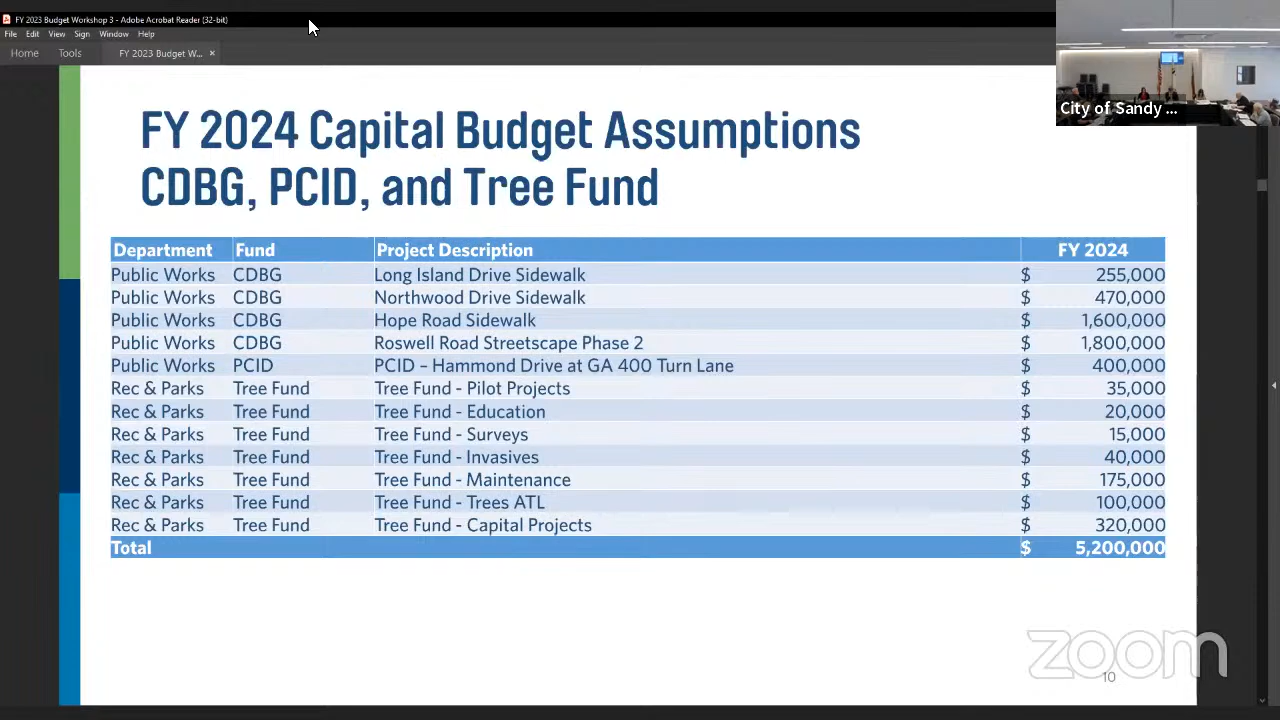 FY 2023 Budget Workshop 3 - Adobe Acrobat Reader (32-bit)
File Edit View Sign Window Help
Home Tools FY 2023 Budget W... ×
City of Sandy ...
FY 2024 Capital Budget Assumptions
CDBG, PCID, and Tree Fund
Department Fund Project Description FY 2024
Public Works CDBG Long Island Drive Sidewalk $ 255,000
Public Works CDBG Northwood Drive Sidewalk $ 470,000
Public Works CDBG Hope Road Sidewalk $ 1,600,000
Public Works CDBG Roswell Road Streetscape Phase 2 $ 1,800,000
Public Works PCID PCID – Hammond Drive at GA 400 Turn Lane $ 400,000
Rec & Parks Tree Fund Tree Fund - Pilot Projects $ 35,000
Rec & Parks Tree Fund Tree Fund - Education $ 20,000
Rec & Parks Tree Fund Tree Fund - Surveys $ 15,000
Rec & Parks Tree Fund Tree Fund - Invasives $ 40,000
Rec & Parks Tree Fund Tree Fund - Maintenance $ 175,000
Rec & Parks Tree Fund Tree Fund - Trees ATL $ 100,000
Rec & Parks Tree Fund Tree Fund - Capital Projects $ 320,000
Total $ 5,200,000
zoom
10